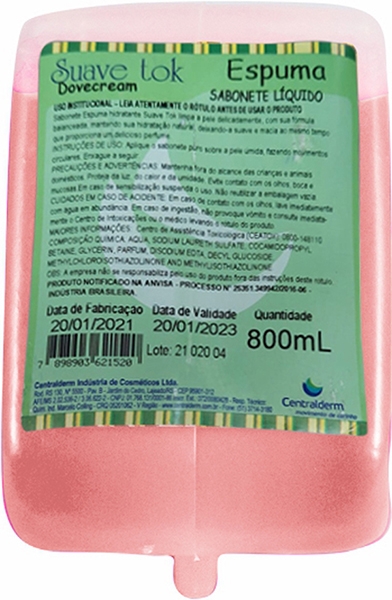 Suave tok
Dovecream
Espuma
SABONETE LÍQUIDO
USO INSTITUCIONAL - LEIA ATENTAMENTE O RÓTULO ANTES DE USAR O PRODUTO
Sabonete Espuma hidratante Suave Tok limpa a pele delicadamente, com sua fórmula
balanceada, mantendo sua hidratação natural, deixando-a suave e macia ao mesmo tempo
que proporciona um delicioso perfume.
INSTRUÇÕES DE USO: Aplique o sabonete puro sobre a pele úmida, fazendo movimentos
circulares. Enxague a seguir.
PRECAUÇÕES E ADVERTÊNCIAS: Mantenha fora do alcance das crianças e animais
domésticos. Proteja da luz, do calor e da umidade. Evite contato com os olhos, boca e
mucosas. Em caso de sensibilização suspenda o uso. Não reutilizar a embalagem vazia
CUIDADOS EM CASO DE ACIDENTE: Em caso de contato com os olhos, lave imediatamente
com água em abundância. Em caso de ingestão, não provoque vômito e consulte imediata-
mente o Centro de Intoxicações ou o médico levando o rótulo do produto
MAIORES INFORMAÇÕES: Centro de Assistência Toxicológica (CEATOX): 0800-148110
COMPOSIÇÃO QUÍMICA: AQUA, SODIUM LAURETH SULFATE, COCAMIDOPROPYL
BETAINE, GLYCERIN, PARFUM, DISODIUM EDTA, DECYL GLUCOSIDE,
METHYLCHLOROISOTHIAZOLINONE AND METHYLISOTHIAZOLINONE
OBS: A empresa não se responsabiliza pelo uso do produto fora das instruções deste rótulo
PRODUTO NOTIFICADO NA ANVISA - PROCESSO Nº 25351.349942/2016-06 -
INDÚSTRIA BRASILEIRA
Data de Fabricação Data de Validade Quantidade
20/01/2021 20/01/2023 800mL
7 898903 621520
Lote: 21 020 04
Centralderm Indústria de Cosméticos Ltda.
Centralderm